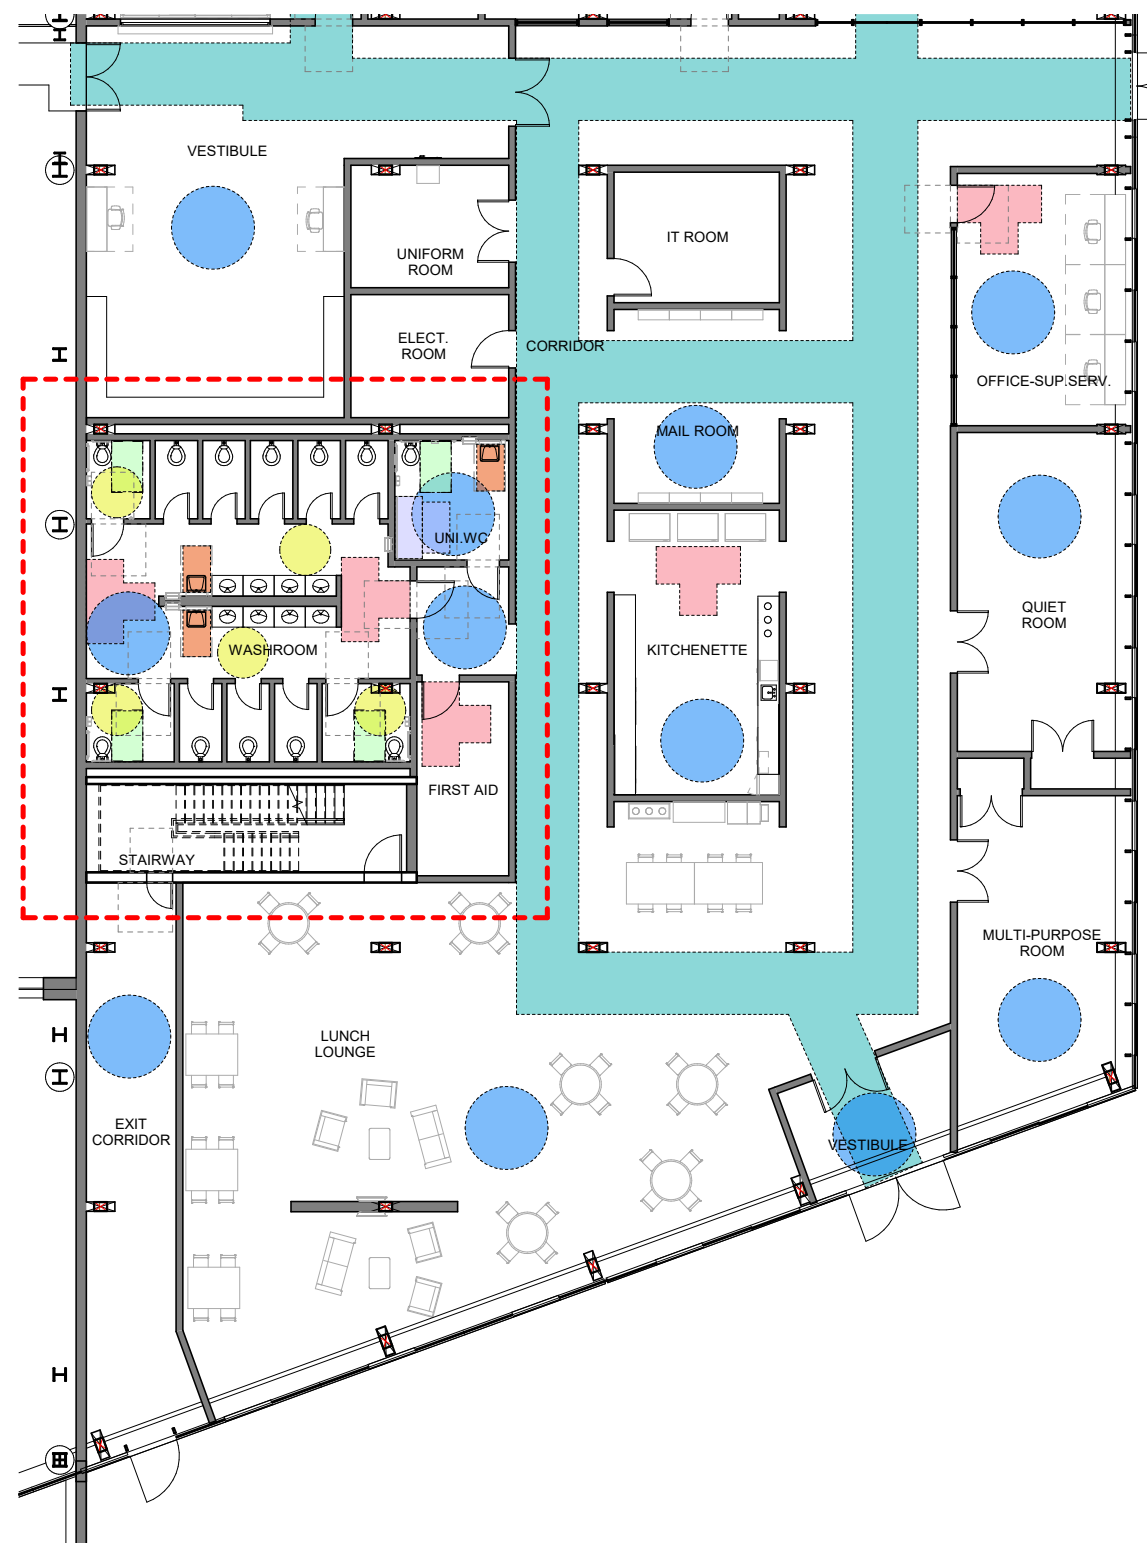 VESTIBULE
UNIFORM
ROOM
IT ROOM
ELECT.
ROOM
CORRIDOR
OFFICE-SUP.SERV.
MAIL ROOM
UNI.WC
QUIET
ROOM
WASHROOM
KITCHENETTE
FIRST AID
STAIRWAY
MULTI-PURPOSE
ROOM
LUNCH
LOUNGE
EXIT
CORRIDOR
VESTIBULE